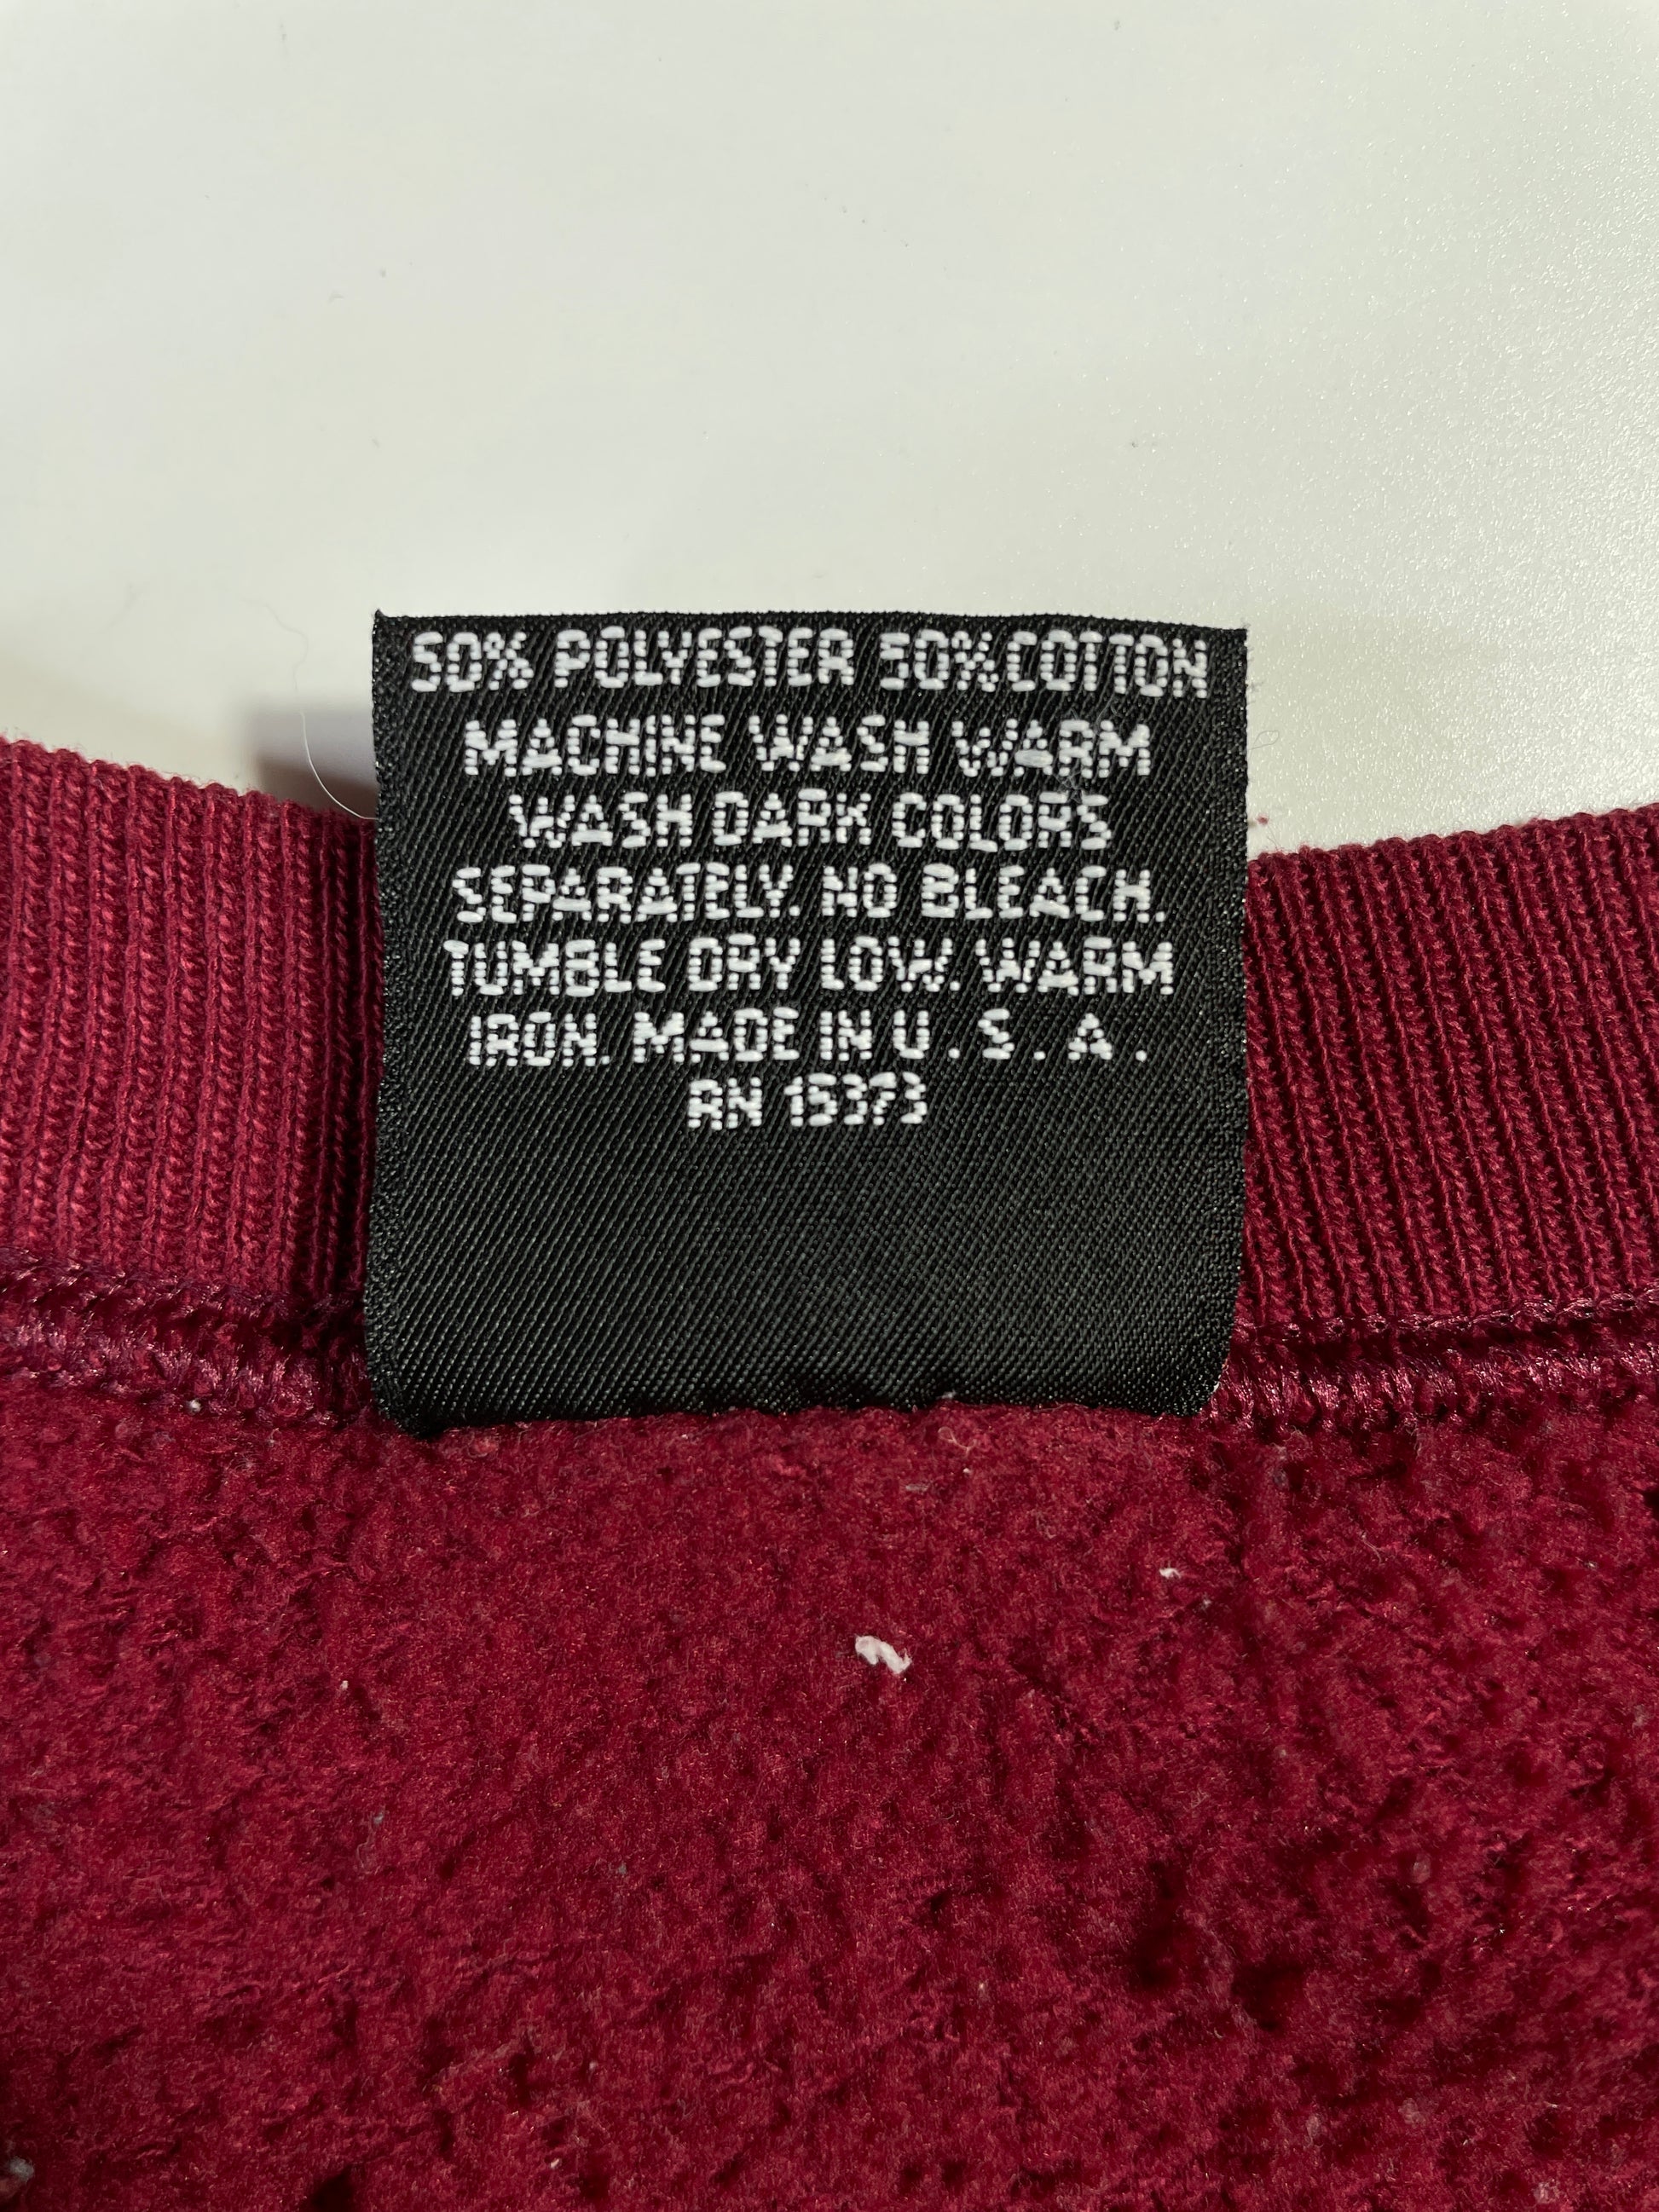 50% POLYESTER 50% COTTON
MACHINE WASH WARM
WASH DARK COLORS
SEPARATELY. NO BLEACH.
TUMBLE DRY LOW. WARM
IRON. MADE IN U.S.A.
RN 15373